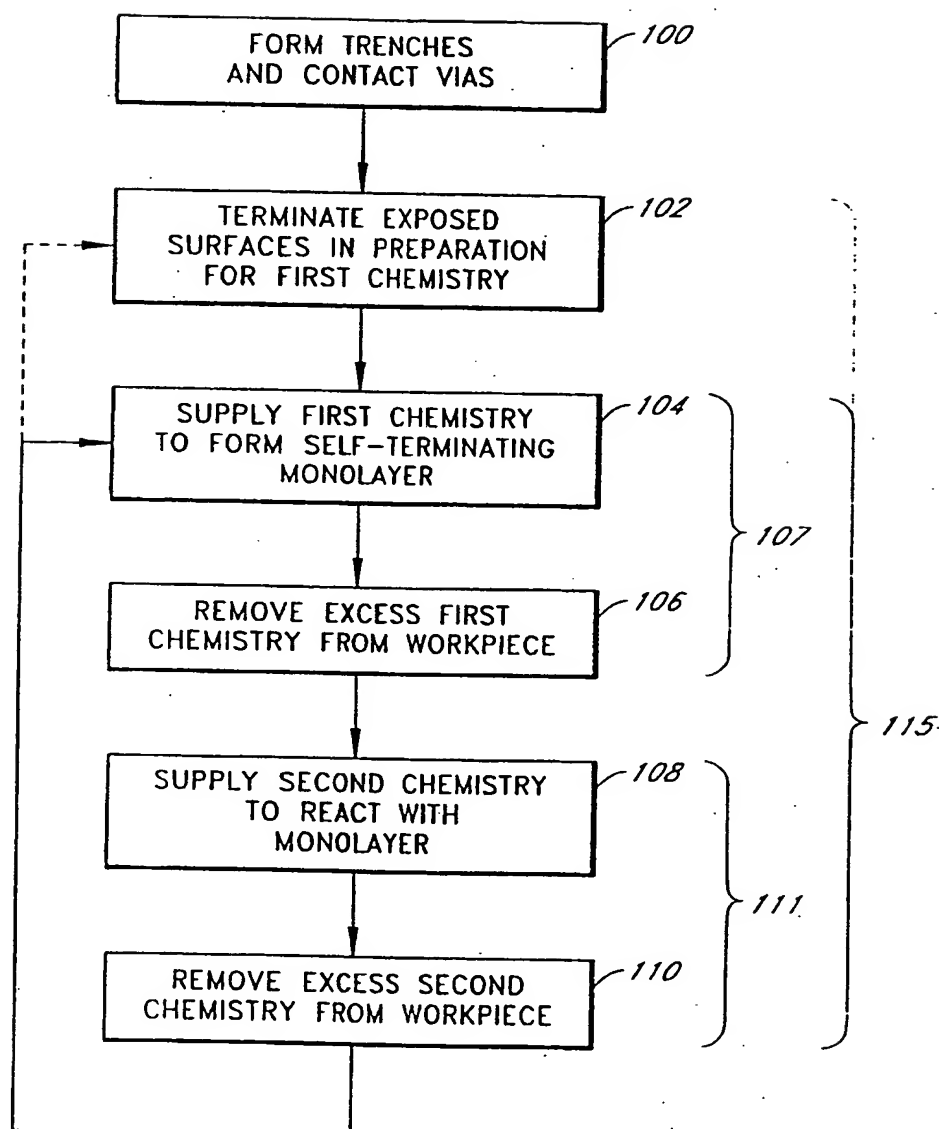 FORM TRENCHES
AND CONTACT VIAS
100
TERMINATE EXPOSED
SURFACES IN PREPARATION
FOR FIRST CHEMISTRY
102
SUPPLY FIRST CHEMISTRY
TO FORM SELF-TERMINATING
MONOLAYER
104
107
REMOVE EXCESS FIRST
CHEMISTRY FROM WORKPIECE
106
115
SUPPLY SECOND CHEMISTRY
TO REACT WITH
MONOLAYER
108
111
REMOVE EXCESS SECOND
CHEMISTRY FROM WORKPIECE
110